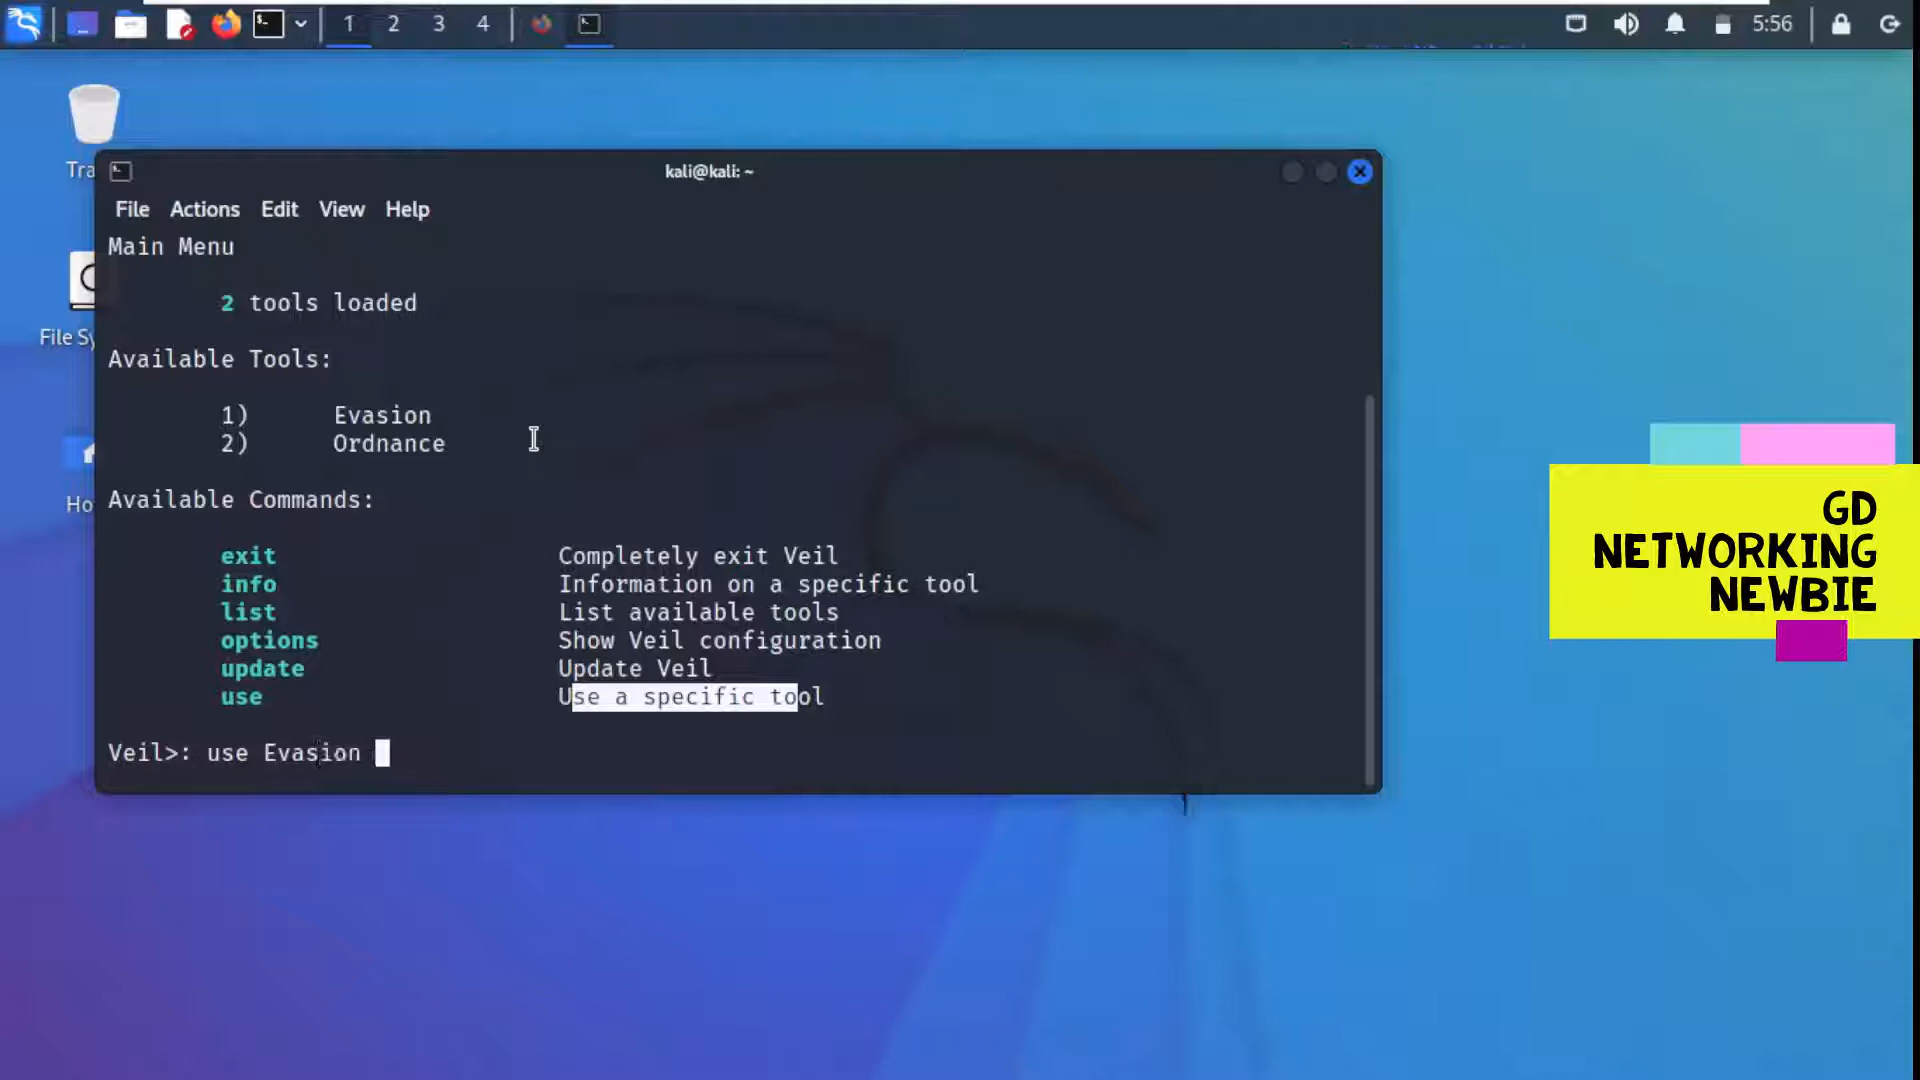 1 2 3 4
5:56
Tra
kali@kali: ~
File Actions Edit View Help
Main Menu
2 tools loaded
File Sy
Available Tools:
1) Evasion
2) Ordnance
Ho
Available Commands:
exit Completely exit Veil
info Information on a specific tool
list List available tools
options Show Veil configuration
update Update Veil
use Use a specific tool
Veil>: use Evasion
GD
NETWORKING
NEWBIE